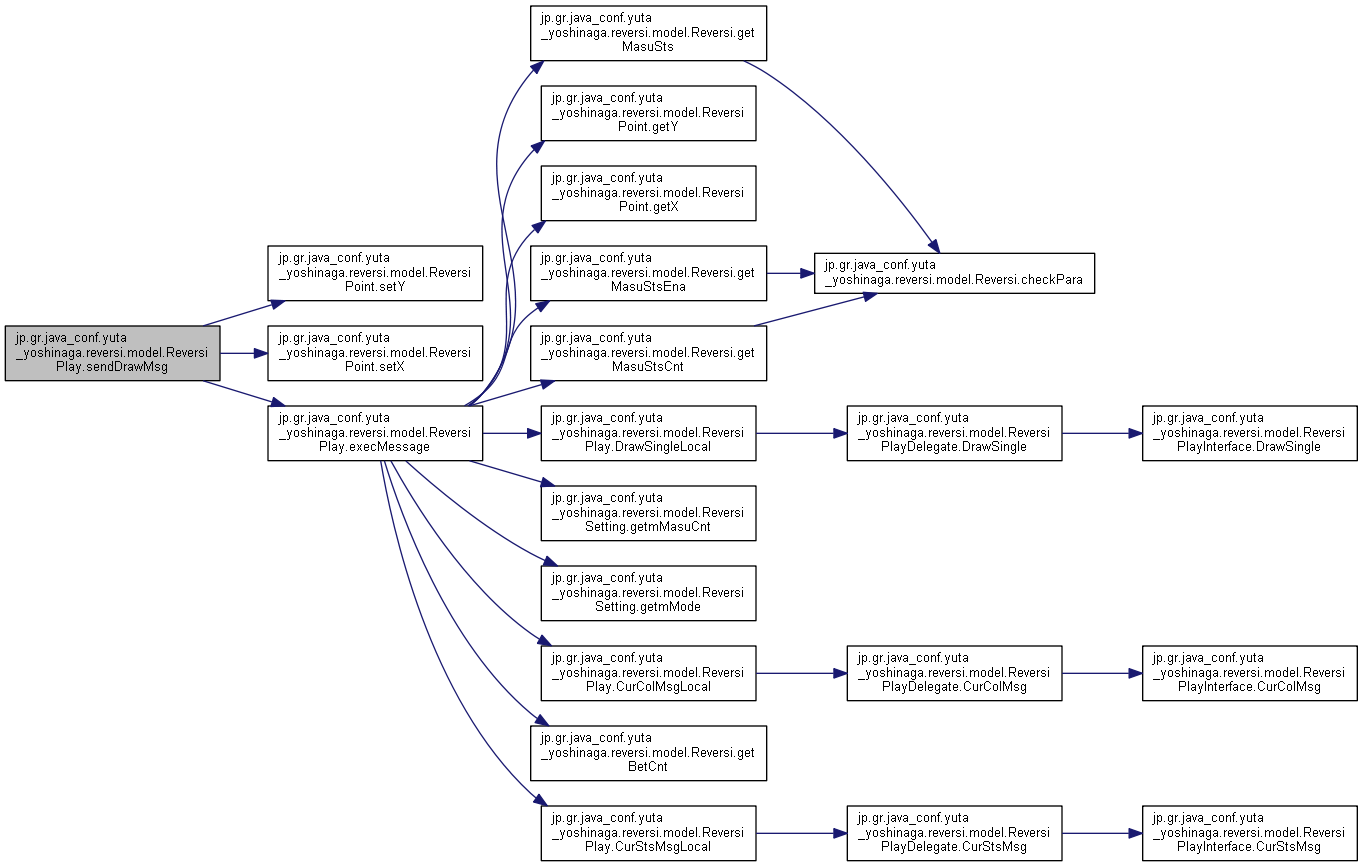 jp.gr.java_conf.yuta
_yoshinaga.reversi.model.Reversi
Play.sendDrawMsg
jp.gr.java_conf.yuta
_yoshinaga.reversi.model.Reversi
Point.setY
jp.gr.java_conf.yuta
_yoshinaga.reversi.model.Reversi
Point.setX
jp.gr.java_conf.yuta
_yoshinaga.reversi.model.Reversi
Play.execMessage
jp.gr.java_conf.yuta
_yoshinaga.reversi.model.Reversi.get
MasuSts
jp.gr.java_conf.yuta
_yoshinaga.reversi.model.Reversi
Point.getY
jp.gr.java_conf.yuta
_yoshinaga.reversi.model.Reversi
Point.getX
jp.gr.java_conf.yuta
_yoshinaga.reversi.model.Reversi.get
MasuStsEna
jp.gr.java_conf.yuta
_yoshinaga.reversi.model.Reversi.get
MasuStsCnt
jp.gr.java_conf.yuta
_yoshinaga.reversi.model.Reversi.checkPara
jp.gr.java_conf.yuta
_yoshinaga.reversi.model.Reversi
Play.DrawSingleLocal
jp.gr.java_conf.yuta
_yoshinaga.reversi.model.Reversi
PlayDelegate.DrawSingle
jp.gr.java_conf.yuta
_yoshinaga.reversi.model.Reversi
PlayInterface.DrawSingle
jp.gr.java_conf.yuta
_yoshinaga.reversi.model.Reversi
Setting.getmMasuCnt
jp.gr.java_conf.yuta
_yoshinaga.reversi.model.Reversi
Setting.getmMode
jp.gr.java_conf.yuta
_yoshinaga.reversi.model.Reversi
Play.CurColMsgLocal
jp.gr.java_conf.yuta
_yoshinaga.reversi.model.Reversi
PlayDelegate.CurColMsg
jp.gr.java_conf.yuta
_yoshinaga.reversi.model.Reversi
PlayInterface.CurColMsg
jp.gr.java_conf.yuta
_yoshinaga.reversi.model.Reversi.get
BetCnt
jp.gr.java_conf.yuta
_yoshinaga.reversi.model.Reversi
Play.CurStsMsgLocal
jp.gr.java_conf.yuta
_yoshinaga.reversi.model.Reversi
PlayDelegate.CurStsMsg
jp.gr.java_conf.yuta
_yoshinaga.reversi.model.Reversi
PlayInterface.CurStsMsg